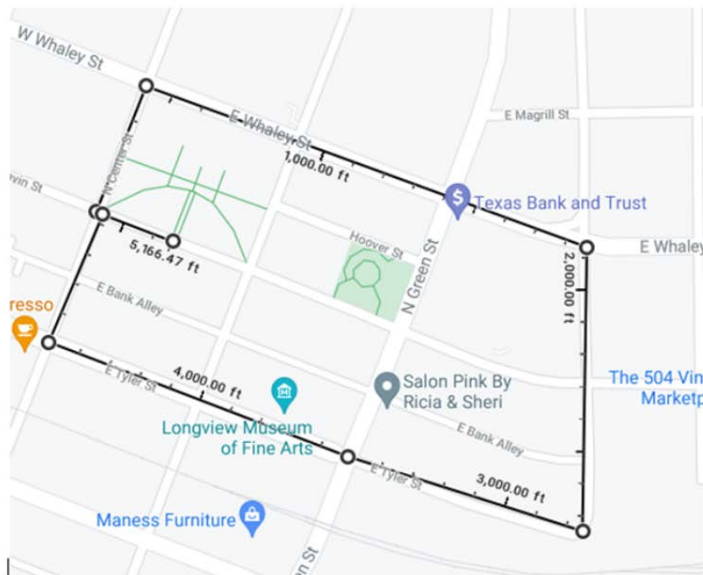 W Whaley St
E Whaley St
1,000.00 ft
E Magrill St
N Center St
Texas Bank and Trust
E Whaley
vin St
5,166.47 ft
Hoover St
N Green St
2,000.00 ft
E Bank Alley
resso
E Tyler St
4,000.00 ft
Salon Pink By
Ricia & Sheri
The 504 Vin
Marketp
Longview Museum
of Fine Arts
E Bank Alley
E Tyler St
3,000.00 ft
Maness Furniture
en St